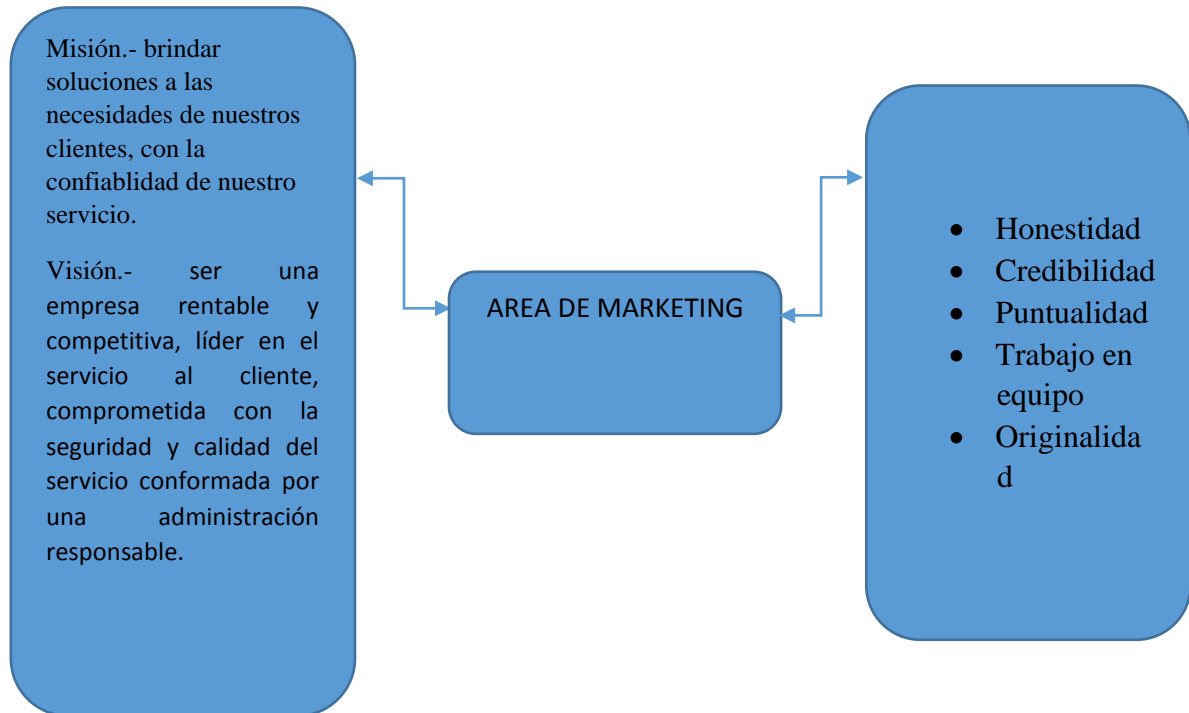 Misión.- brindar
soluciones a las
necesidades de nuestros
clientes, con la
confiablidad de nuestro
servicio.
Visión.- ser una
empresa rentable y
competitiva, líder en el
servicio al cliente,
comprometida con la
seguridad y calidad del
servicio conformada por
una administración
responsable.
AREA DE MARKETING
• Honestidad
• Credibilidad
• Puntualidad
• Trabajo en
equipo
• Originalida
d